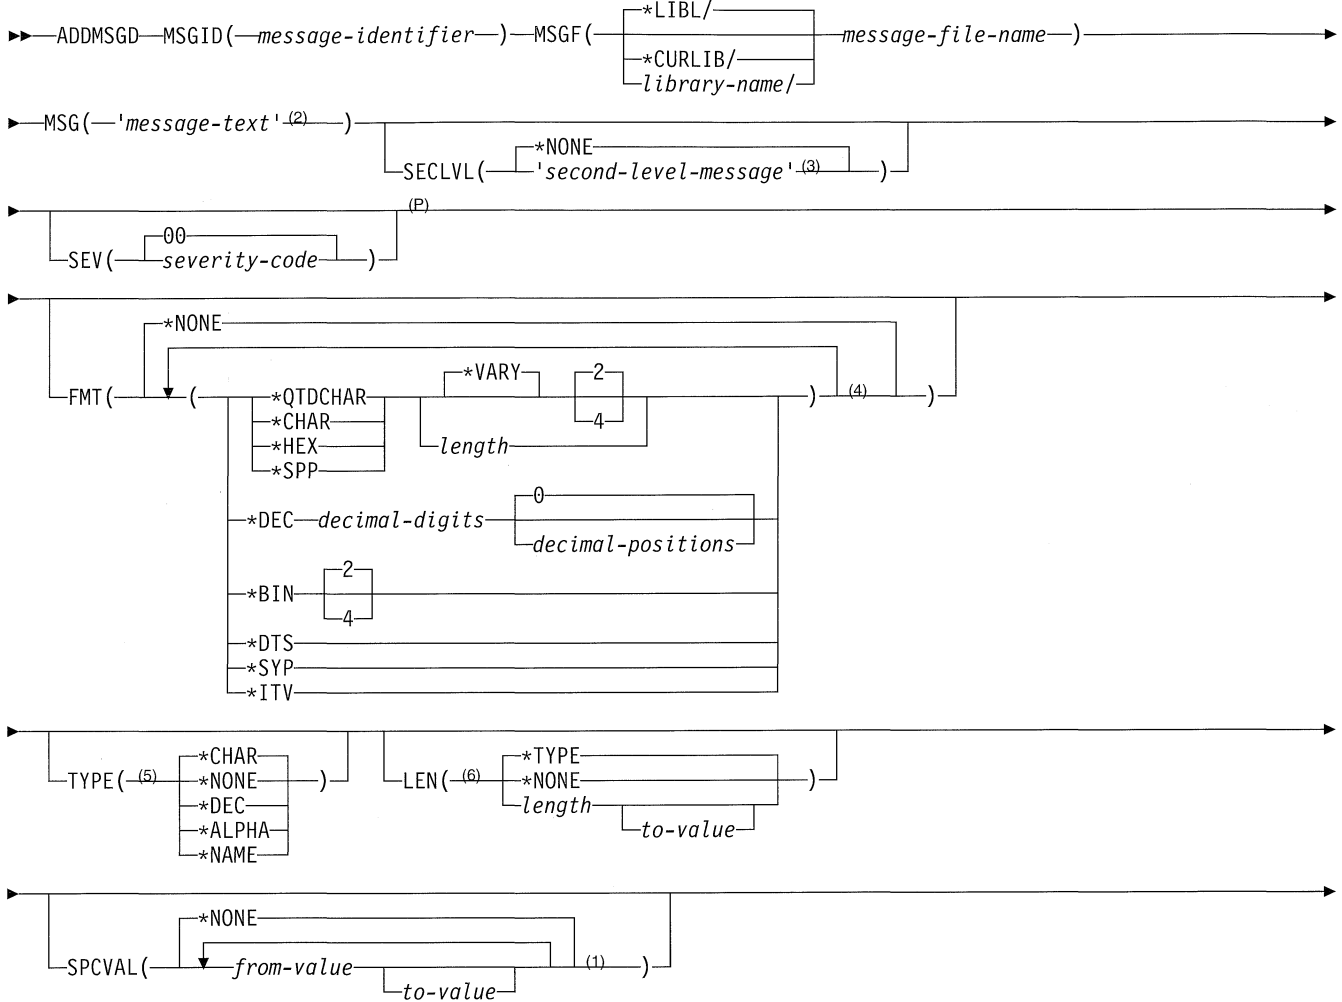 *LIBL/
ADDMSGD MSGID( message-identifier ) MSGF( message-file-name )
*CURLIB/
library-name/
MSG( 'message-text' (2) )
*NONE
SECLVL( 'second-level-message' (3) )
(P)
00
SEV( severity-code )
*NONE
*VARY 2
FMT( ( *QTDCHAR ) (4) )
*CHAR 4
*HEX length
*SPP
0
*DEC decimal-digits
decimal-positions
2
*BIN
4
*DTS
*SYP
*ITV
*CHAR *TYPE
TYPE( (5) *NONE ) LEN( (6) *NONE )
*DEC length
*ALPHA to-value
*NAME
*NONE
SPCVAL( from-value (1) )
to-value